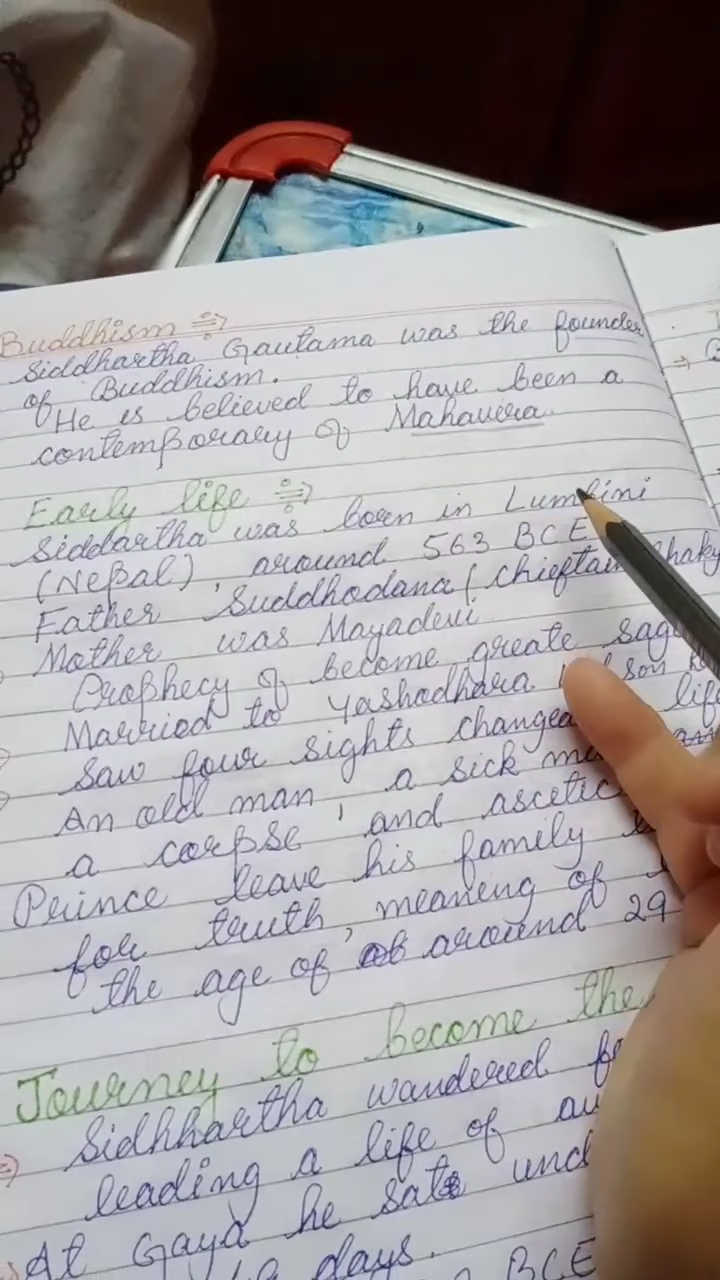 Buddhism ⇒
Siddhartha Gautama was the founder
of Buddhism.
He is believed to have been a
contemporary of Mahavira.
Early life ⇒
Siddartha was born in Lumbini
(Nepal), around 563 BCE
Father, Suddhodana (Chieftain
Mother was Mayadevi
Prophecy of become greate
Married to Yashodhara son
Saw four sights changed life
An old man, a sick
a corpse, and ascetic
Prince leave his family
for truth, meaning of
the age of around 29
Journey to become the
Sidhhartha wandered
leading a life of
At Gaya he sat
days.
BCE